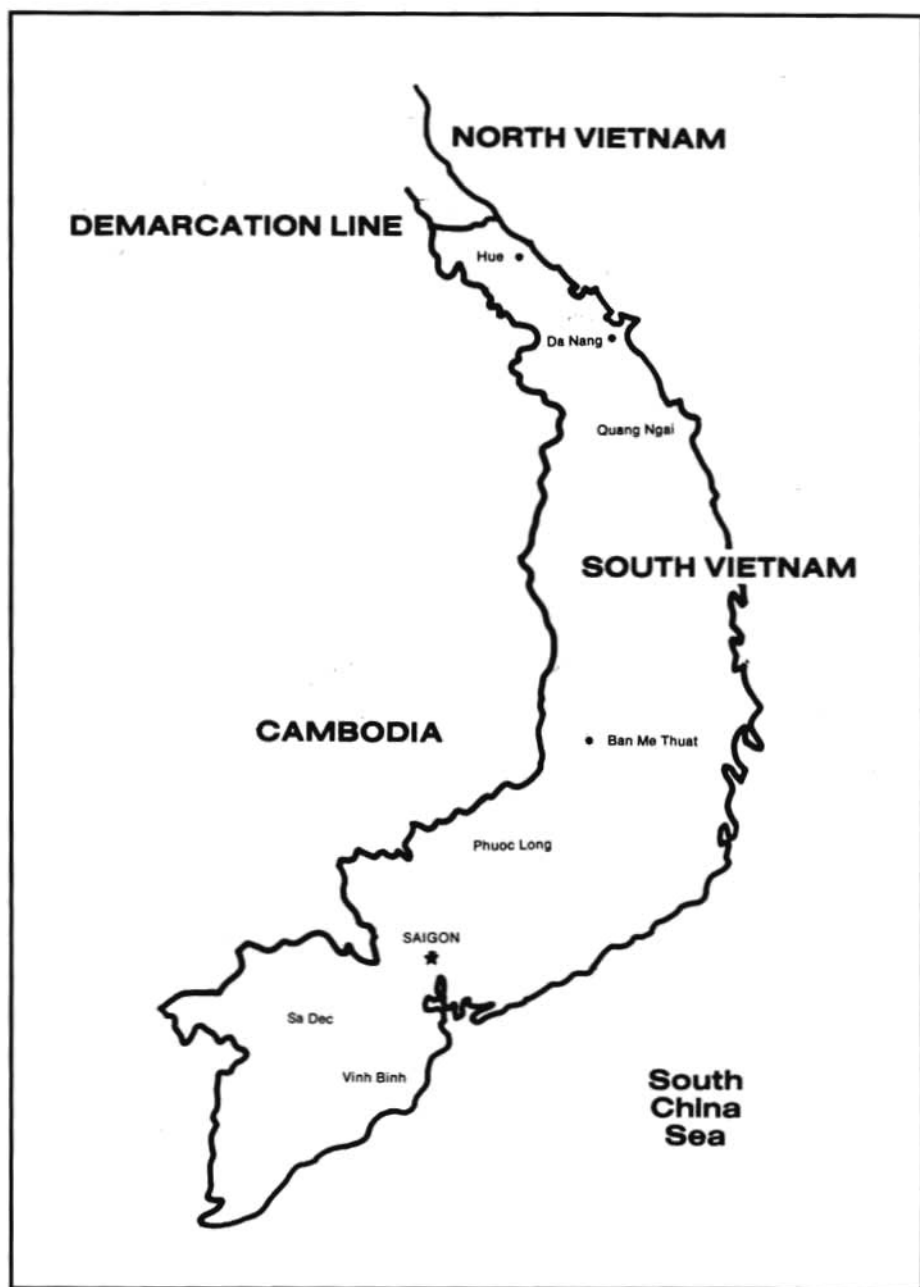 NORTH VIETNAM
DEMARCATION LINE
Hue
Da Nang
Quang Ngai
SOUTH VIETNAM
CAMBODIA
Ban Me Thuat
Phuoc Long
SAIGON
Sa Dec
Vinh Binh
South
China
Sea